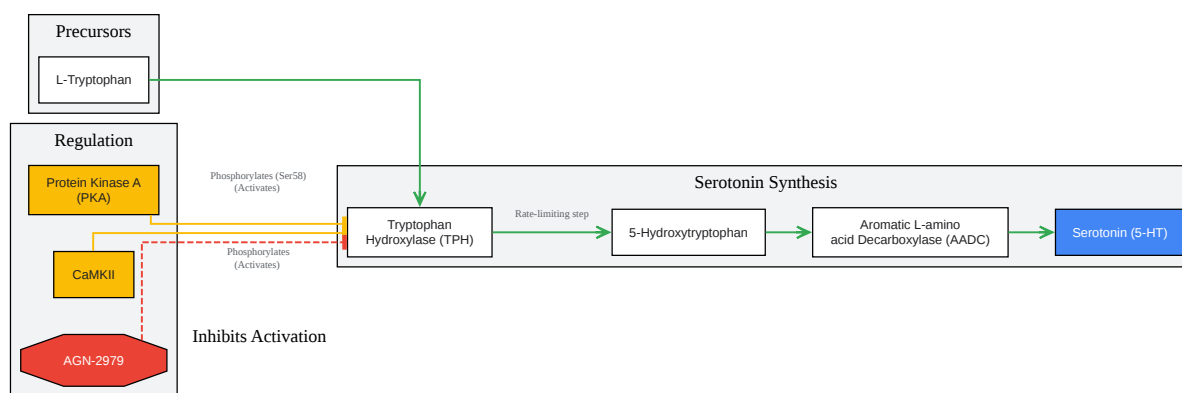 Precursors
L-Tryptophan
Regulation
Protein Kinase A
(PKA)
CaMKII
AGN-2979
Phosphorylates (Ser58)
(Activates)
Phosphorylates
(Activates)
Inhibits Activation
Serotonin Synthesis
Tryptophan
Hydroxylase (TPH)
Rate-limiting step
5-Hydroxytryptophan
Aromatic L-amino
acid Decarboxylase (AADC)
Serotonin (5-HT)